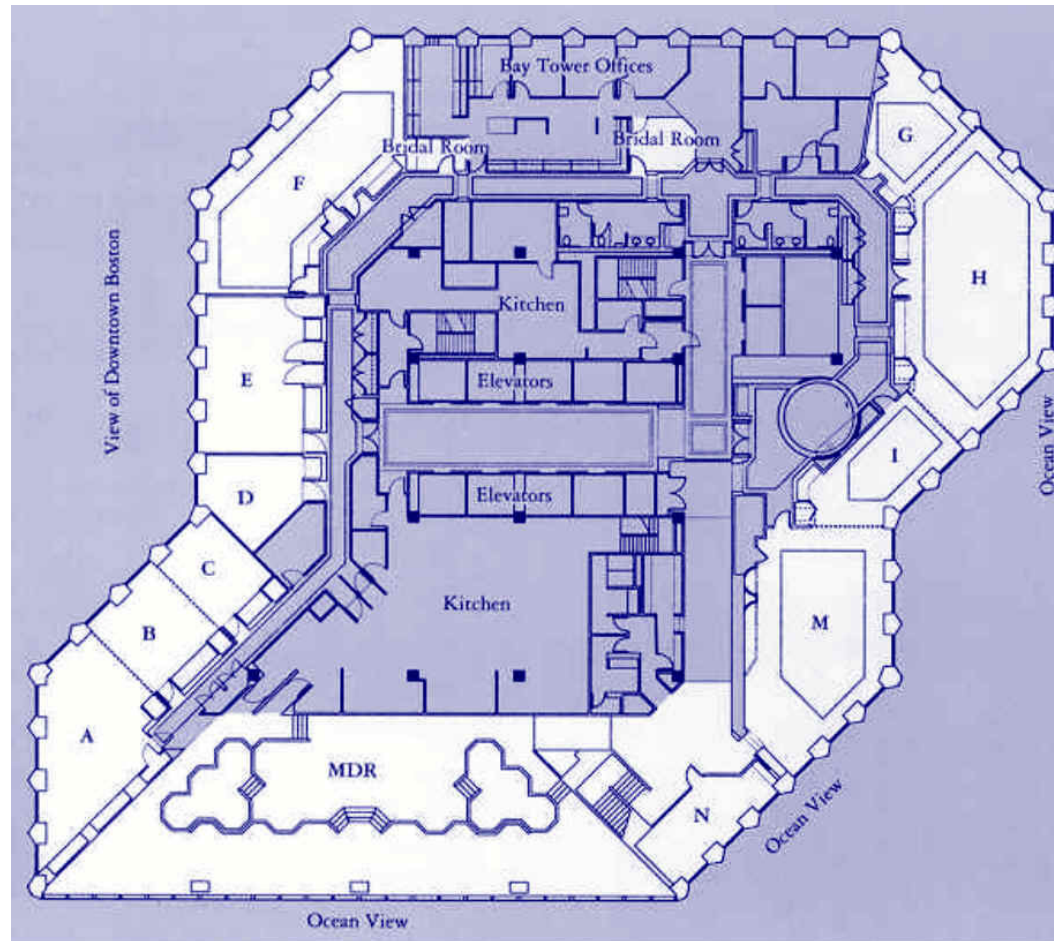 Bay Tower Offices
Bridal Room
Bridal Room
G
F
H
View of Downtown Boston
Kitchen
E
Elevators
Ocean View
I
D
Elevators
C
Kitchen
B
M
A
MDR
N
Ocean View
Ocean View